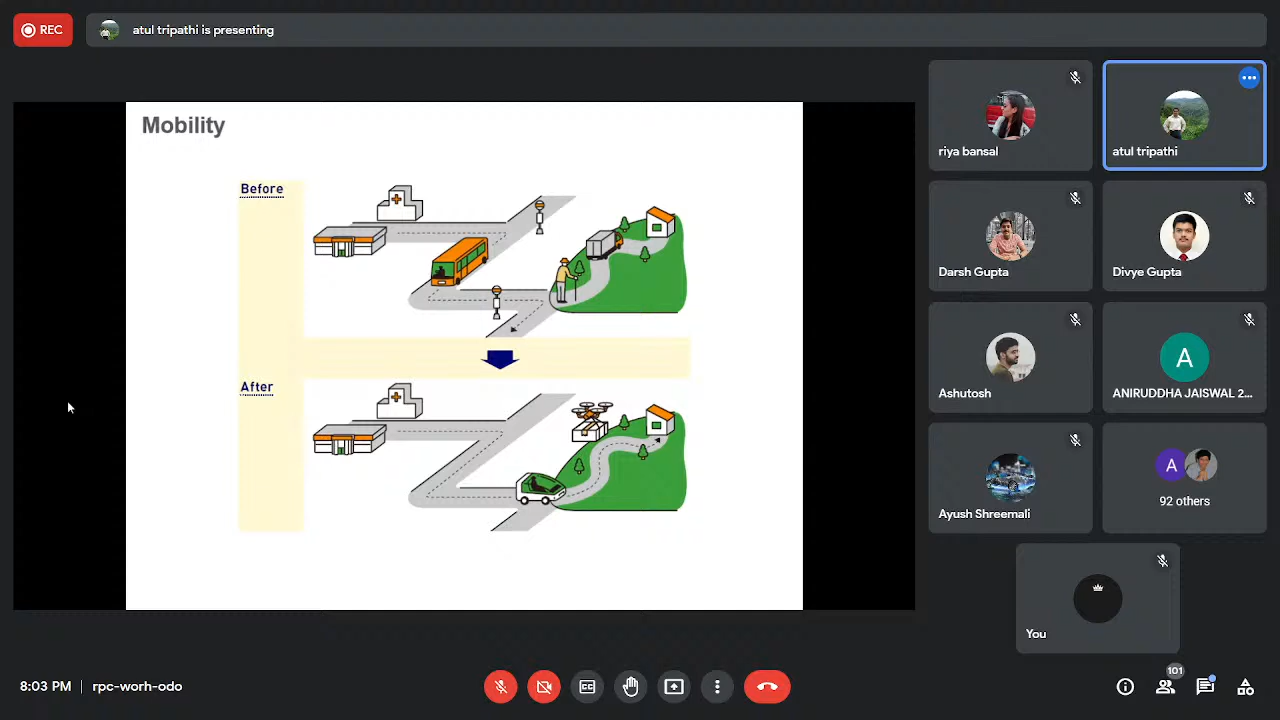 REC
atul tripathi is presenting
Mobility
Before
After
riya bansal
atul tripathi
Darsh Gupta
Divye Gupta
Ashutosh
A
ANIRUDDHA JAISWAL 2...
Ayush Shreemali
A
92 others
You
8:03 PM | rpc-worh-odo
CC
101